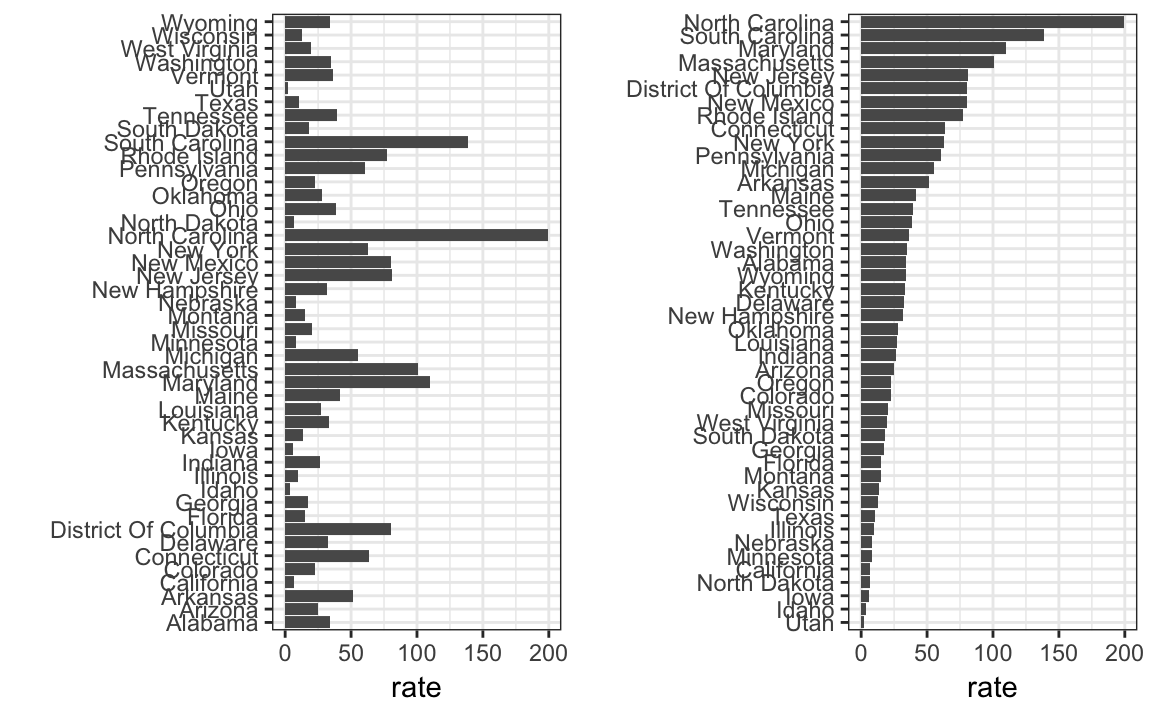 Wyoming
Wisconsin
West Virginia
Washington
Vermont
Utah
Texas
Tennessee
South Dakota
South Carolina
Rhode Island
Pennsylvania
Oregon
Oklahoma
Ohio
North Dakota
North Carolina
New York
New Mexico
New Jersey
New Hampshire
Nebraska
Montana
Missouri
Minnesota
Michigan
Massachusetts
Maryland
Maine
Louisiana
Kentucky
Kansas
Iowa
Indiana
Illinois
Idaho
Georgia
Florida
District Of Columbia
Delaware
Connecticut
Colorado
California
Arkansas
Arizona
Alabama
0 50 100 150 200
rate
North Carolina
South Carolina
Maryland
Massachusetts
New Jersey
District Of Columbia
New Mexico
Rhode Island
Connecticut
New York
Pennsylvania
Michigan
Arkansas
Maine
Tennessee
Ohio
Vermont
Washington
Alabama
Wyoming
Kentucky
Delaware
New Hampshire
Oklahoma
Louisiana
Indiana
Arizona
Oregon
Colorado
Missouri
West Virginia
South Dakota
Georgia
Florida
Montana
Kansas
Wisconsin
Texas
Illinois
Nebraska
Minnesota
California
North Dakota
Iowa
Idaho
Utah
0 50 100 150 200
rate